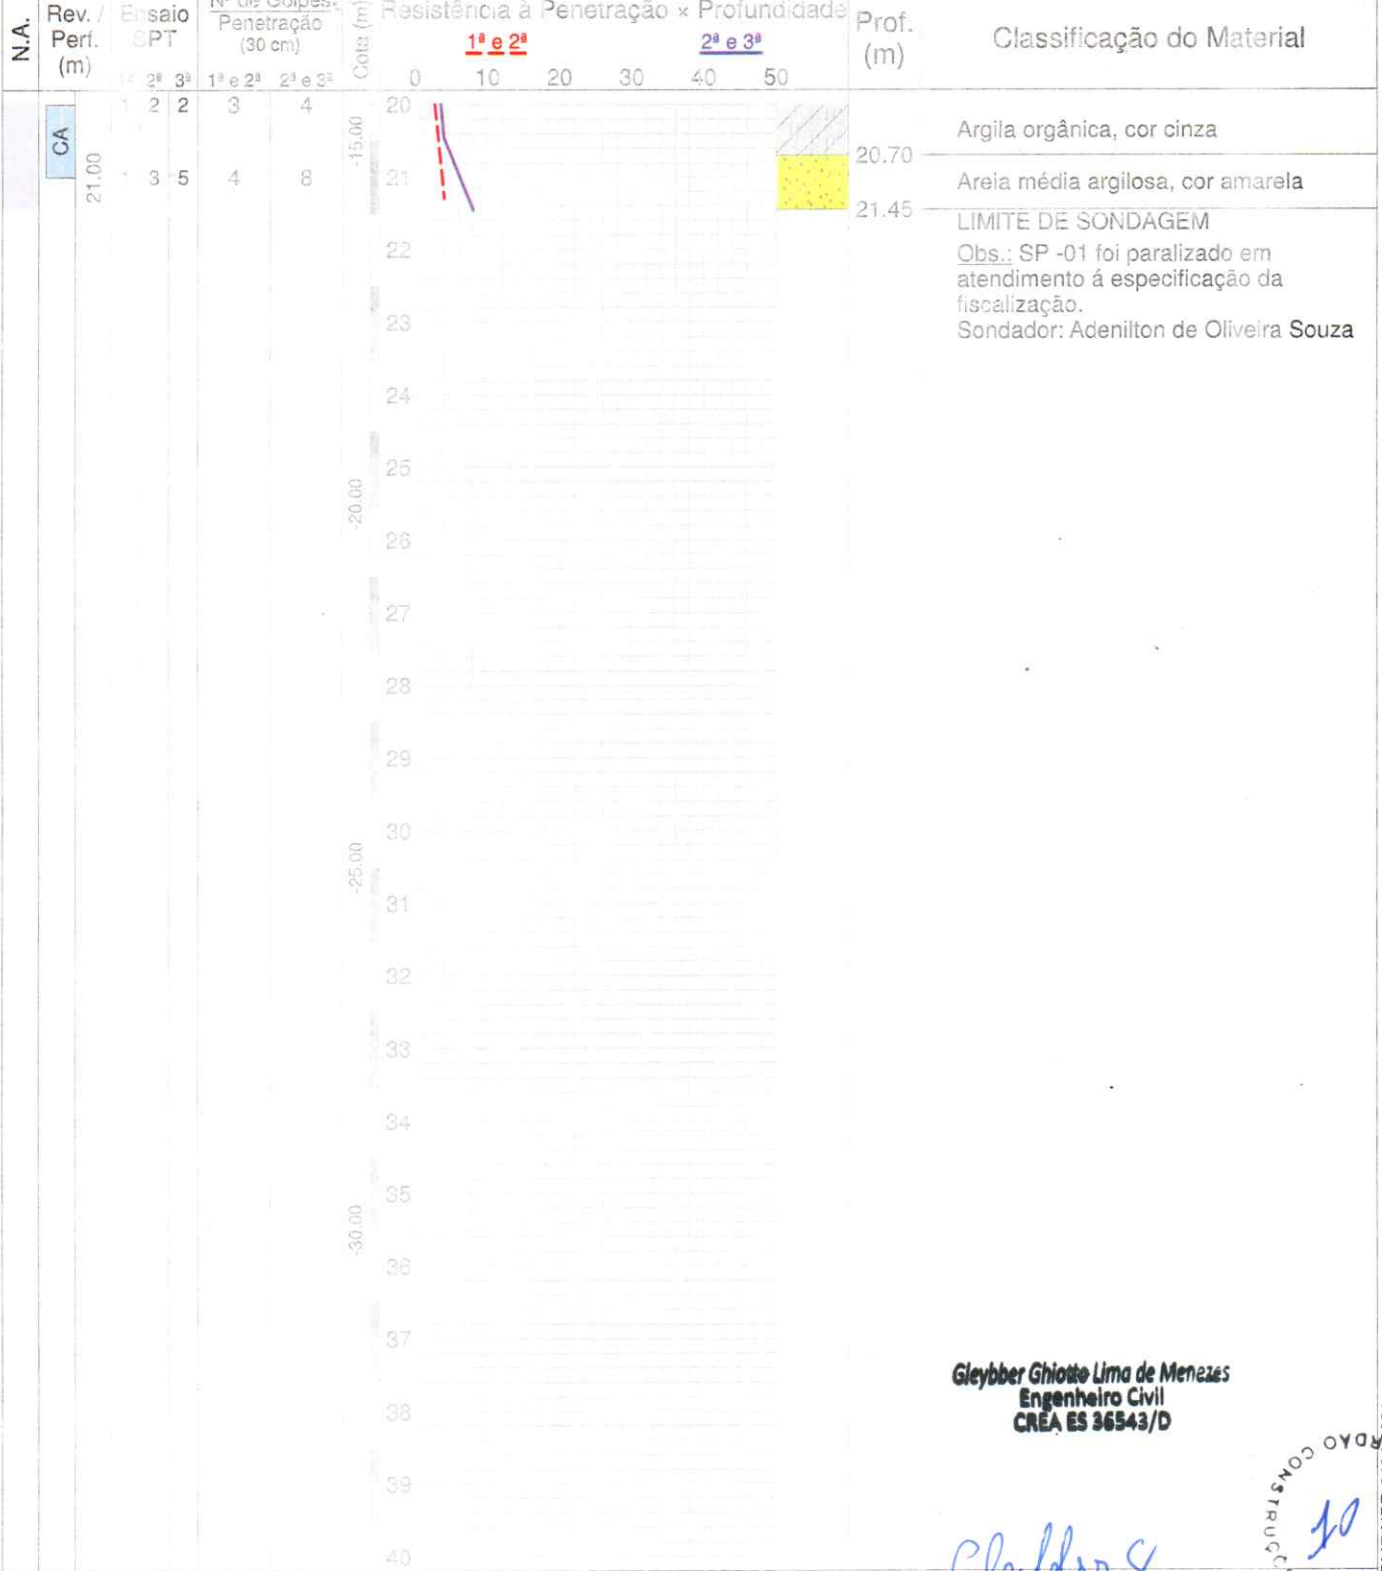 N.A.
Rev. /
Perf.
(m)
Ensaio
SPT
1ª 2ª 3ª
Nº de Golpes
Penetração
(30 cm)
1ª e 2ª 2ª e 3ª
Cota (m)
Resistência à Penetração × Profundidade
1ª e 2ª 2ª e 3ª
0 10 20 30 40 50
Prof.
(m)
Classificação do Material
CA
21.00
1 2 2 3 4
1 3 5 4 8
-15.00
-20.00
-25.00
-30.00
20
21
22
23
24
25
26
27
28
29
30
31
32
33
34
35
36
37
38
39
40
20.70
21.45
Argila orgânica, cor cinza
Areia média argilosa, cor amarela
LIMITE DE SONDAGEM
Obs.: SP -01 foi paralizado em
atendimento á especificação da
fiscalização.
Sondador: Adenilton de Oliveira Souza
Gleybber Ghiotto Lima de Menezes
Engenheiro Civil
CREA ES 36543/D
10